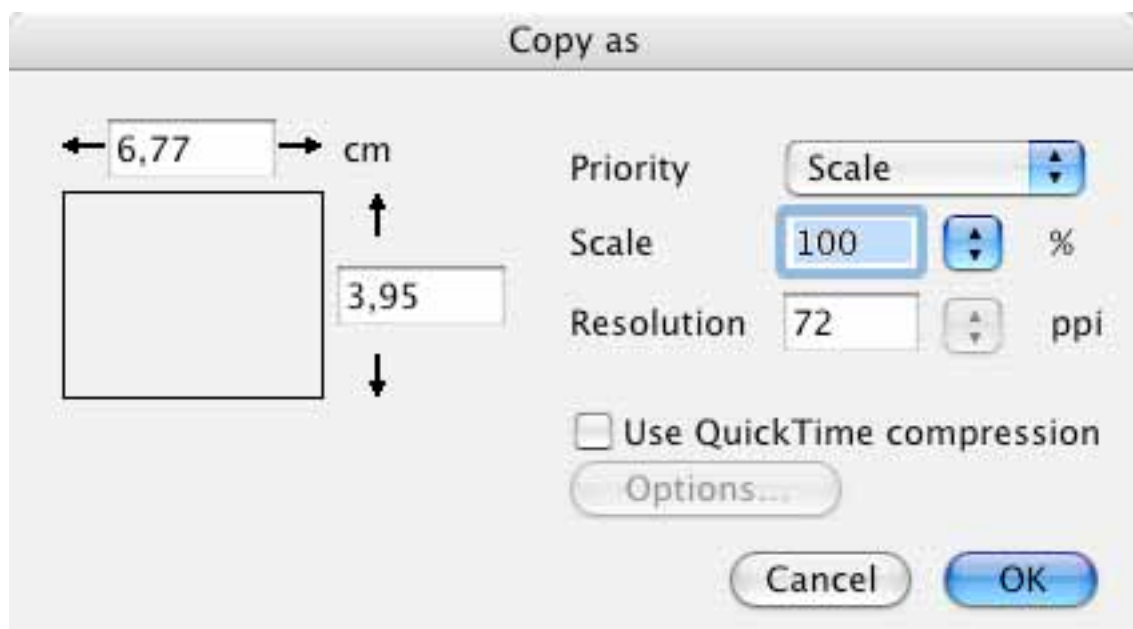 Copy as
6,77 cm
3,95
Priority Scale
Scale 100 %
Resolution 72 ppi
Use QuickTime compression
Options...
Cancel OK